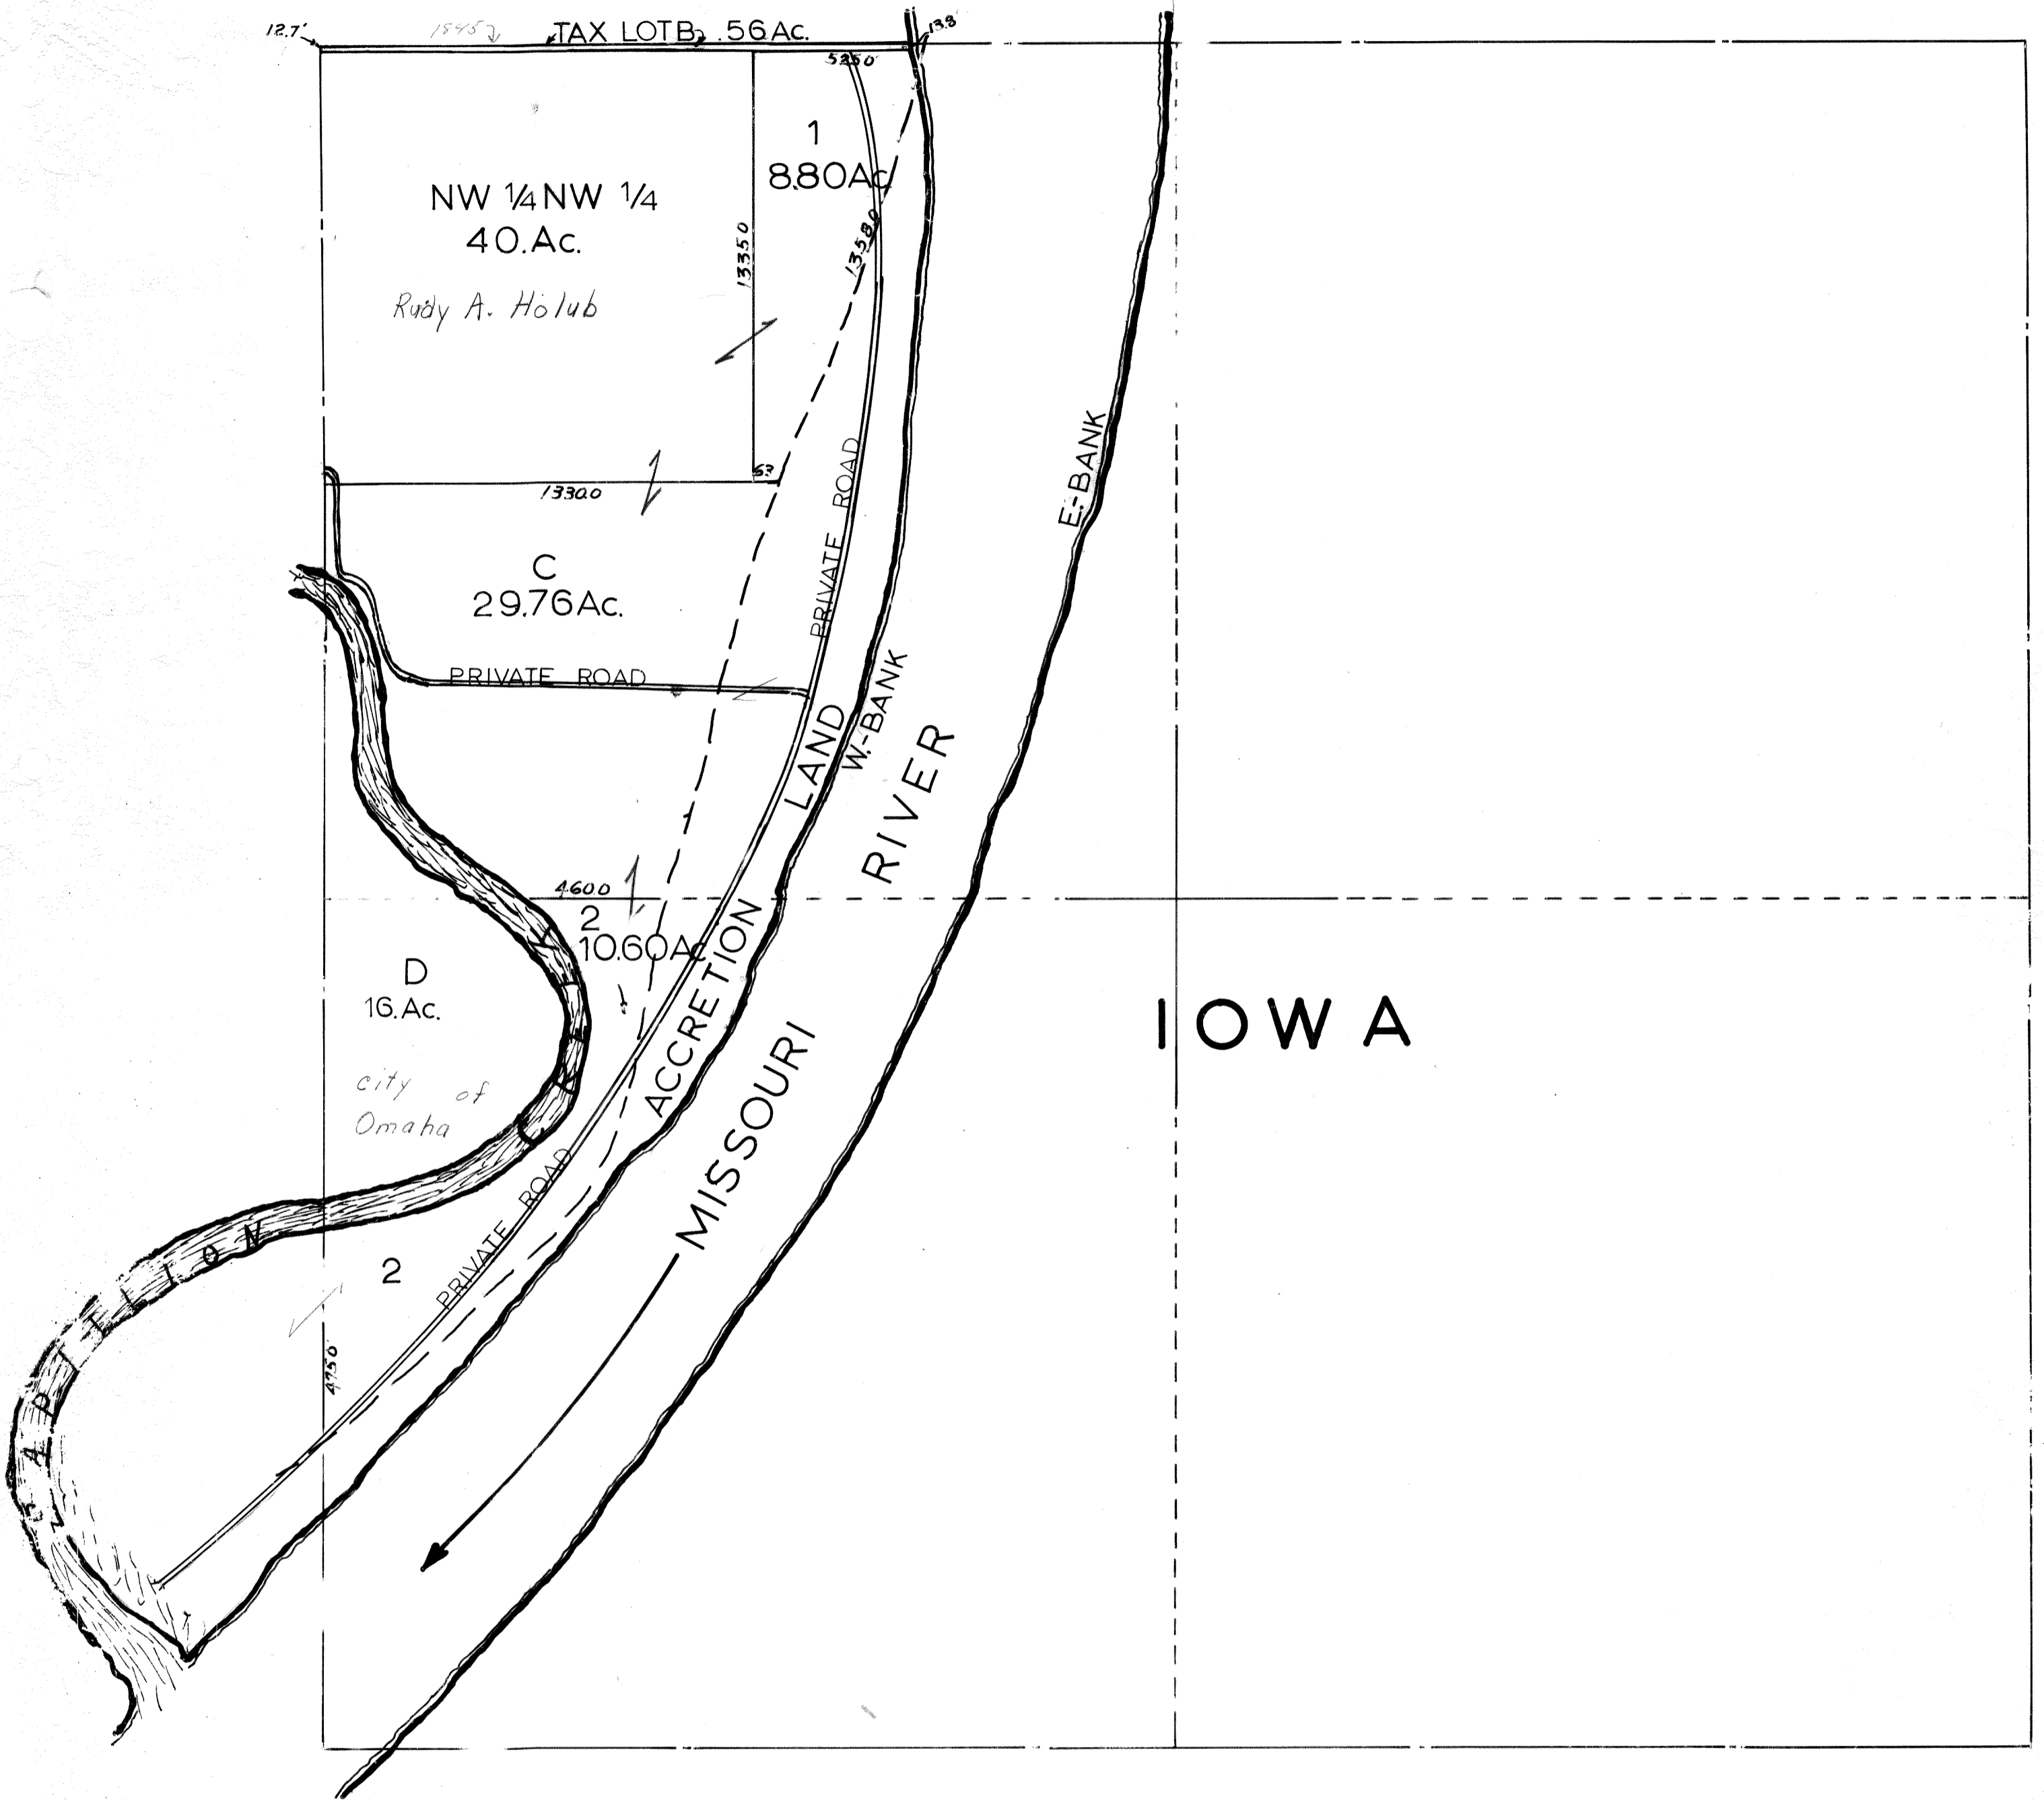 12.7'
TAX LOT B .56 Ac.
13.8
525.0'
1
8.80 Ac
NW 1/4 NW 1/4
40. Ac.
Rudy A. Holub
1335.0
1358.0
63
1330.0
C
29.76 Ac.
PRIVATE ROAD
PRIVATE ROAD
E.-BANK
W.-BANK
ACCRETION LAND
MISSOURI RIVER
460.0
2
10.60 Ac
D
16. Ac.
city of
Omaha
IOWA
PRIVATE ROAD
2
475.0'
PAPILLION CREEK